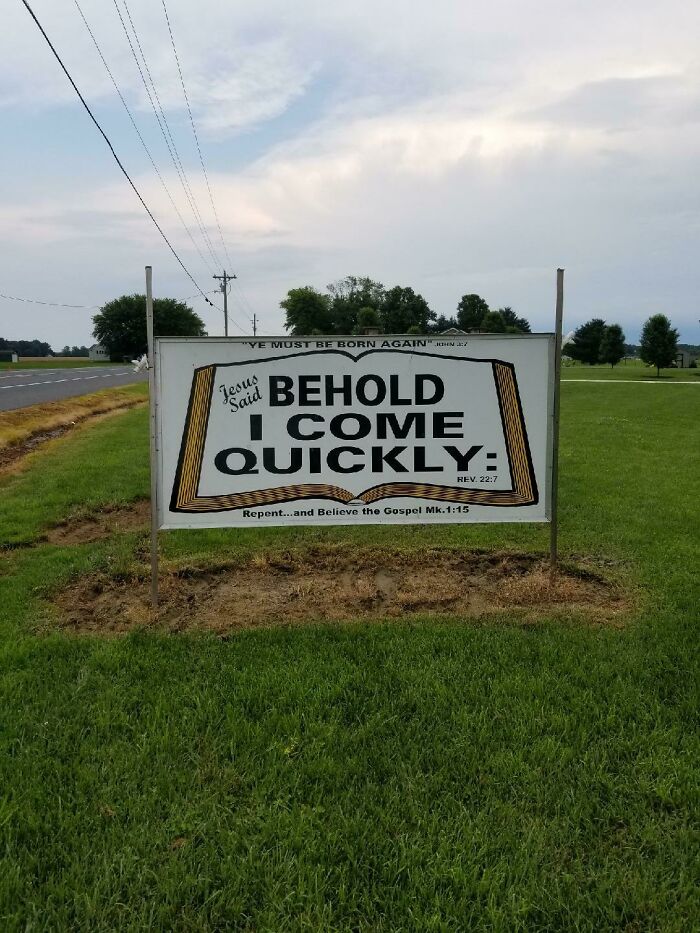 "YE MUST BE BORN AGAIN" JOHN 3:7
Jesus
Said
BEHOLD
I COME
QUICKLY:
REV. 22:7
Repent...and Believe the Gospel Mk.1:15